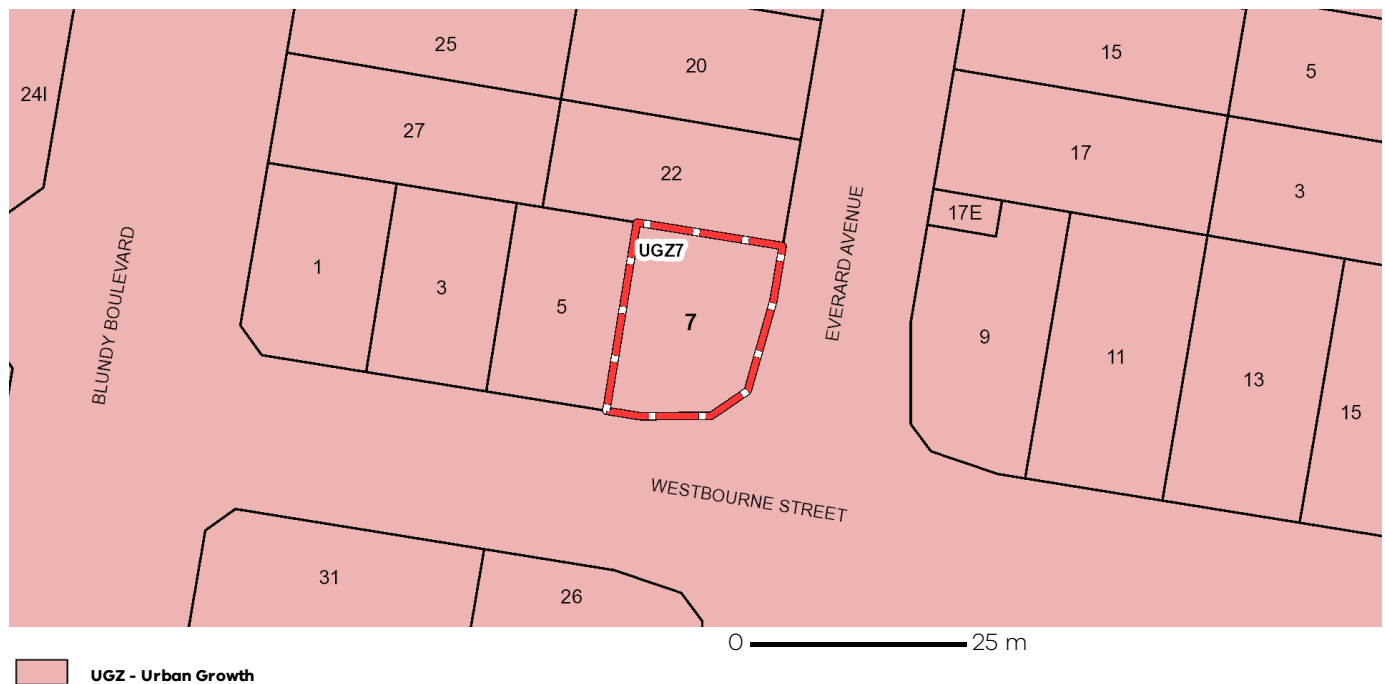 25
20
15
5
24I
27
22
17
3
17E
UGZ7
BLUNDY BOULEVARD
1
3
5
7
EVERARD AVENUE
9
11
13
15
WESTBOURNE STREET
31
26
0 25 m
UGZ - Urban Growth